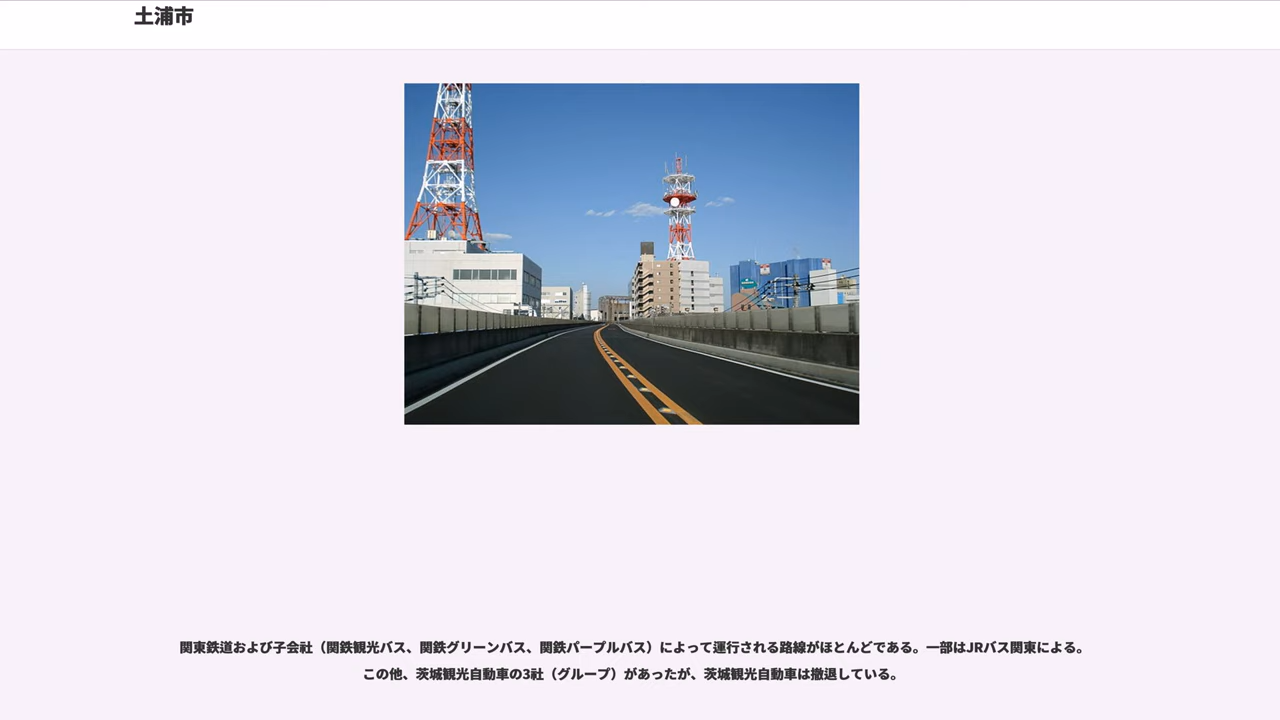 土浦市
関東鉄道および子会社（関鉄観光バス、関鉄グリーンバス、関鉄パープルバス）によって運行される路線がほとんどである。一部はJRバス関東による。
この他、茨城観光自動車の3社（グループ）があったが、茨城観光自動車は撤退している。